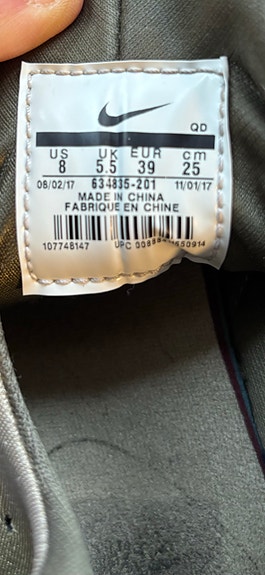 QD
US UK EUR cm
8 5.5 39 25
08/02/17 634835-201 11/01/17
MADE IN CHINA
FABRIQUE EN CHINE
107748147 UPC